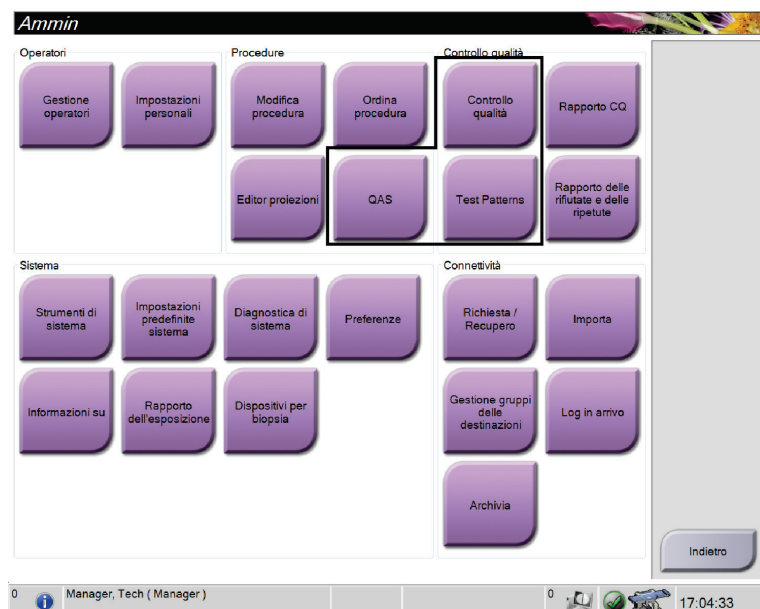 Ammin
Operatori
Gestione
operatori
Impostazioni
personali
Procedure
Modifica
procedura
Ordina
procedura
Editor proiezioni
QAS
Controllo qualità
Controllo
qualità
Rapporto CQ
Test Patterns
Rapporto delle
rifiutate e delle
ripetute
Sistema
Strumenti di
sistema
Impostazioni
predefinite
sistema
Diagnostica di
sistema
Preferenze
Informazioni su
Rapporto
dell'esposizione
Dispositivi per
biopsia
Connettività
Richiesta /
Recupero
Importa
Gestione gruppi
delle
destinazioni
Log in arrivo
Archivia
Indietro
0
Manager, Tech ( Manager )
0
17:04:33